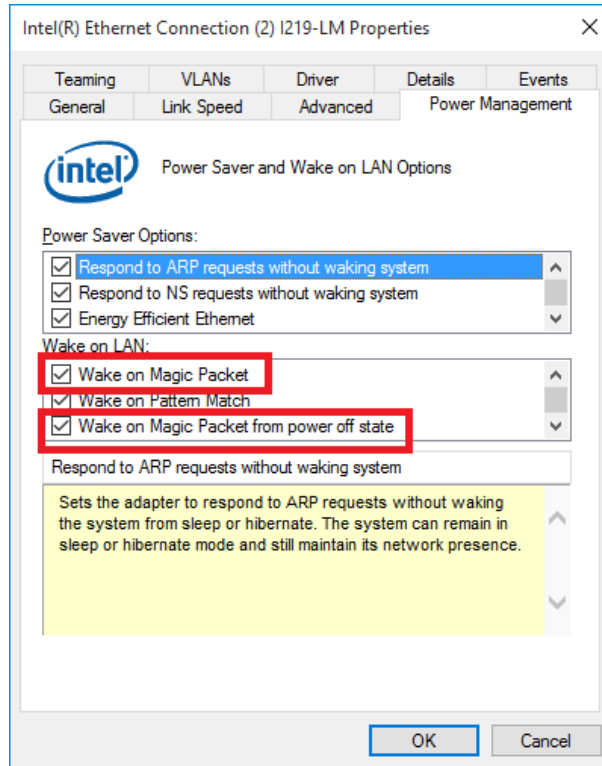 Intel(R) Ethernet Connection (2) I219-LM Properties
Teaming VLANs Driver Details Events
General Link Speed Advanced Power Management
intel
Power Saver and Wake on LAN Options
Power Saver Options:
Respond to ARP requests without waking system
Respond to NS requests without waking system
Energy Efficient Ethernet
Wake on LAN:
Wake on Magic Packet
Wake on Pattern Match
Wake on Magic Packet from power off state
Respond to ARP requests without waking system
Sets the adapter to respond to ARP requests without waking
the system from sleep or hibernate. The system can remain in
sleep or hibernate mode and still maintain its network presence.
OK Cancel